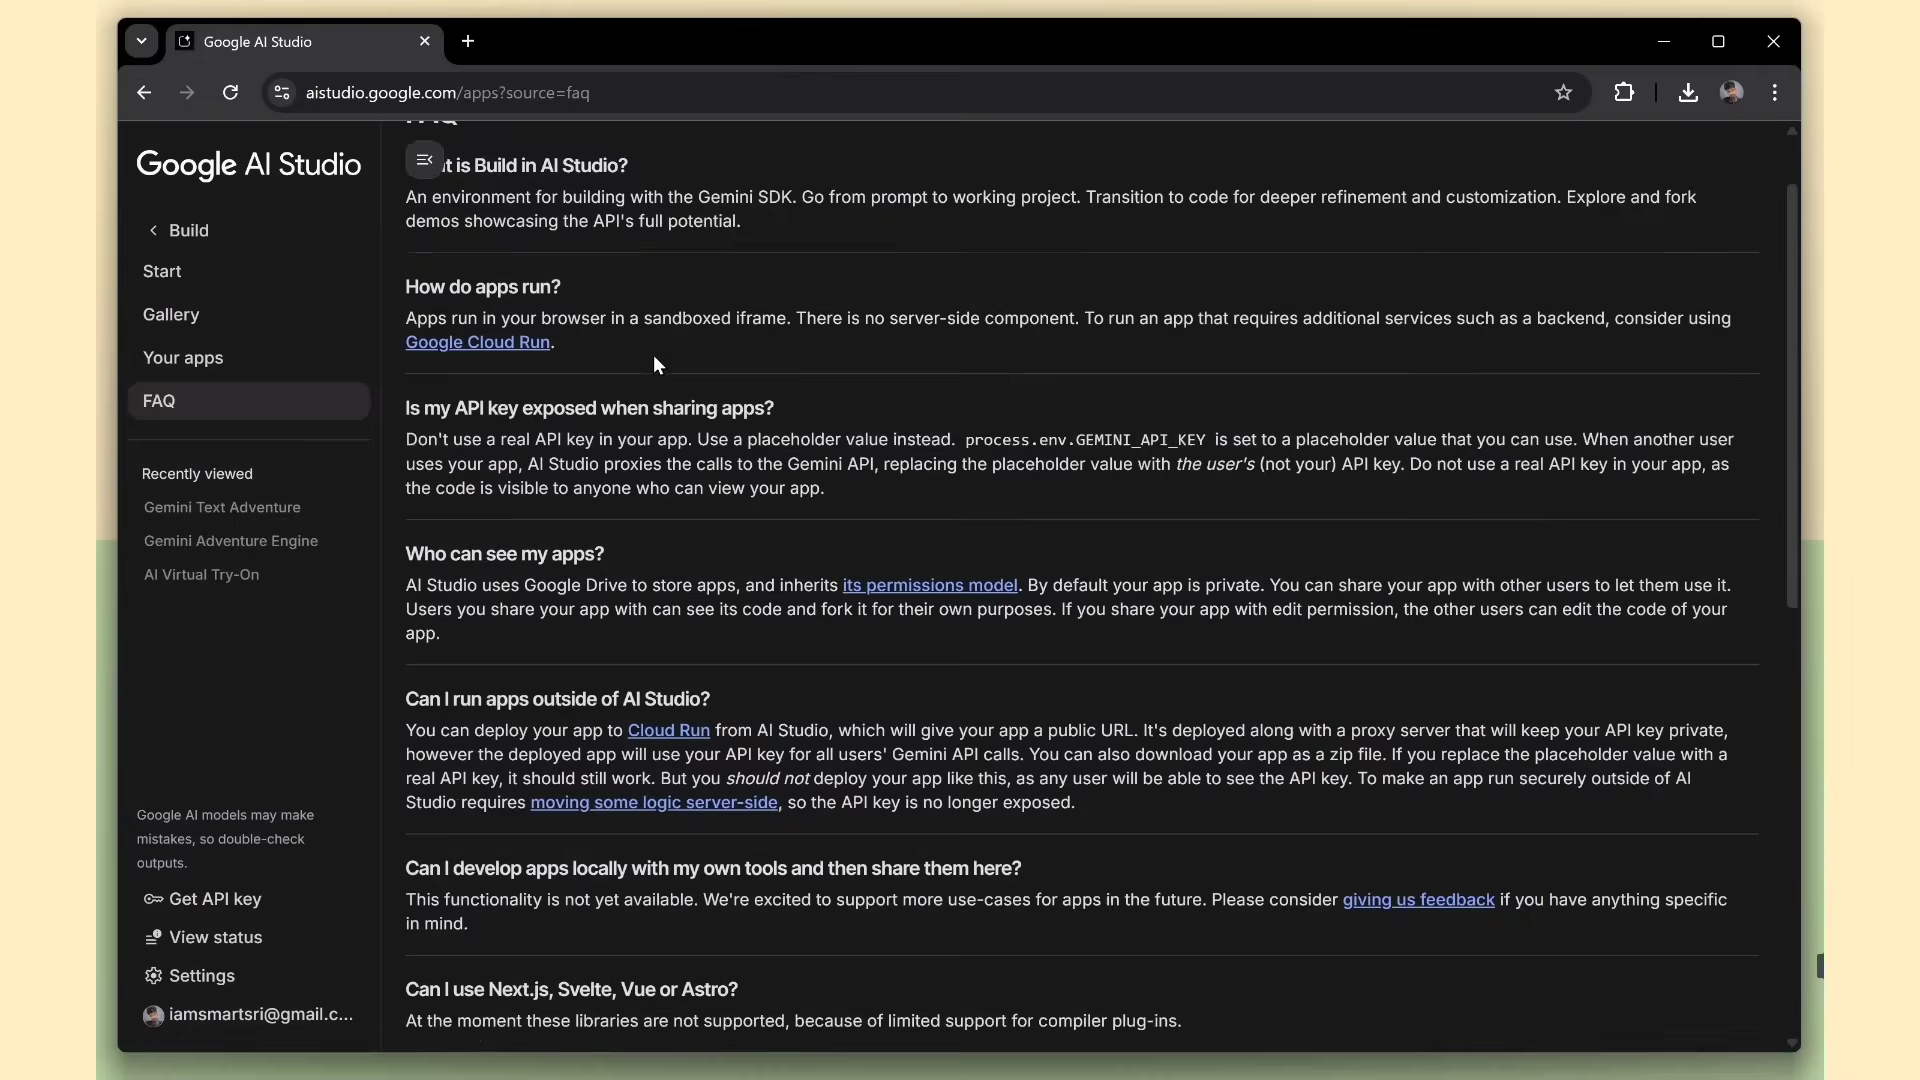 Google AI Studio
aistudio.google.com/apps?source=faq
Google AI Studio
Build
Start
Gallery
Your apps
FAQ
Recently viewed
Gemini Text Adventure
Gemini Adventure Engine
AI Virtual Try-On
Google AI models may make
mistakes, so double-check
outputs.
Get API key
View status
Settings
iamsmartsri@gmail.c...
FAQ
is Build in AI Studio?
An environment for building with the Gemini SDK. Go from prompt to working project. Transition to code for deeper refinement and customization. Explore and fork
demos showcasing the API's full potential.
How do apps run?
Apps run in your browser in a sandboxed iframe. There is no server-side component. To run an app that requires additional services such as a backend, consider using
Google Cloud Run.
Is my API key exposed when sharing apps?
Don't use a real API key in your app. Use a placeholder value instead. process.env.GEMINI_API_KEY is set to a placeholder value that you can use. When another user
uses your app, AI Studio proxies the calls to the Gemini API, replacing the placeholder value with the user's (not your) API key. Do not use a real API key in your app, as
the code is visible to anyone who can view your app.
Who can see my apps?
AI Studio uses Google Drive to store apps, and inherits its permissions model. By default your app is private. You can share your app with other users to let them use it.
Users you share your app with can see its code and fork it for their own purposes. If you share your app with edit permission, the other users can edit the code of your
app.
Can I run apps outside of AI Studio?
You can deploy your app to Cloud Run from AI Studio, which will give your app a public URL. It's deployed along with a proxy server that will keep your API key private,
however the deployed app will use your API key for all users' Gemini API calls. You can also download your app as a zip file. If you replace the placeholder value with a
real API key, it should still work. But you should not deploy your app like this, as any user will be able to see the API key. To make an app run securely outside of AI
Studio requires moving some logic server-side, so the API key is no longer exposed.
Can I develop apps locally with my own tools and then share them here?
This functionality is not yet available. We're excited to support more use-cases for apps in the future. Please consider giving us feedback if you have anything specific
in mind.
Can I use Next.js, Svelte, Vue or Astro?
At the moment these libraries are not supported, because of limited support for compiler plug-ins.